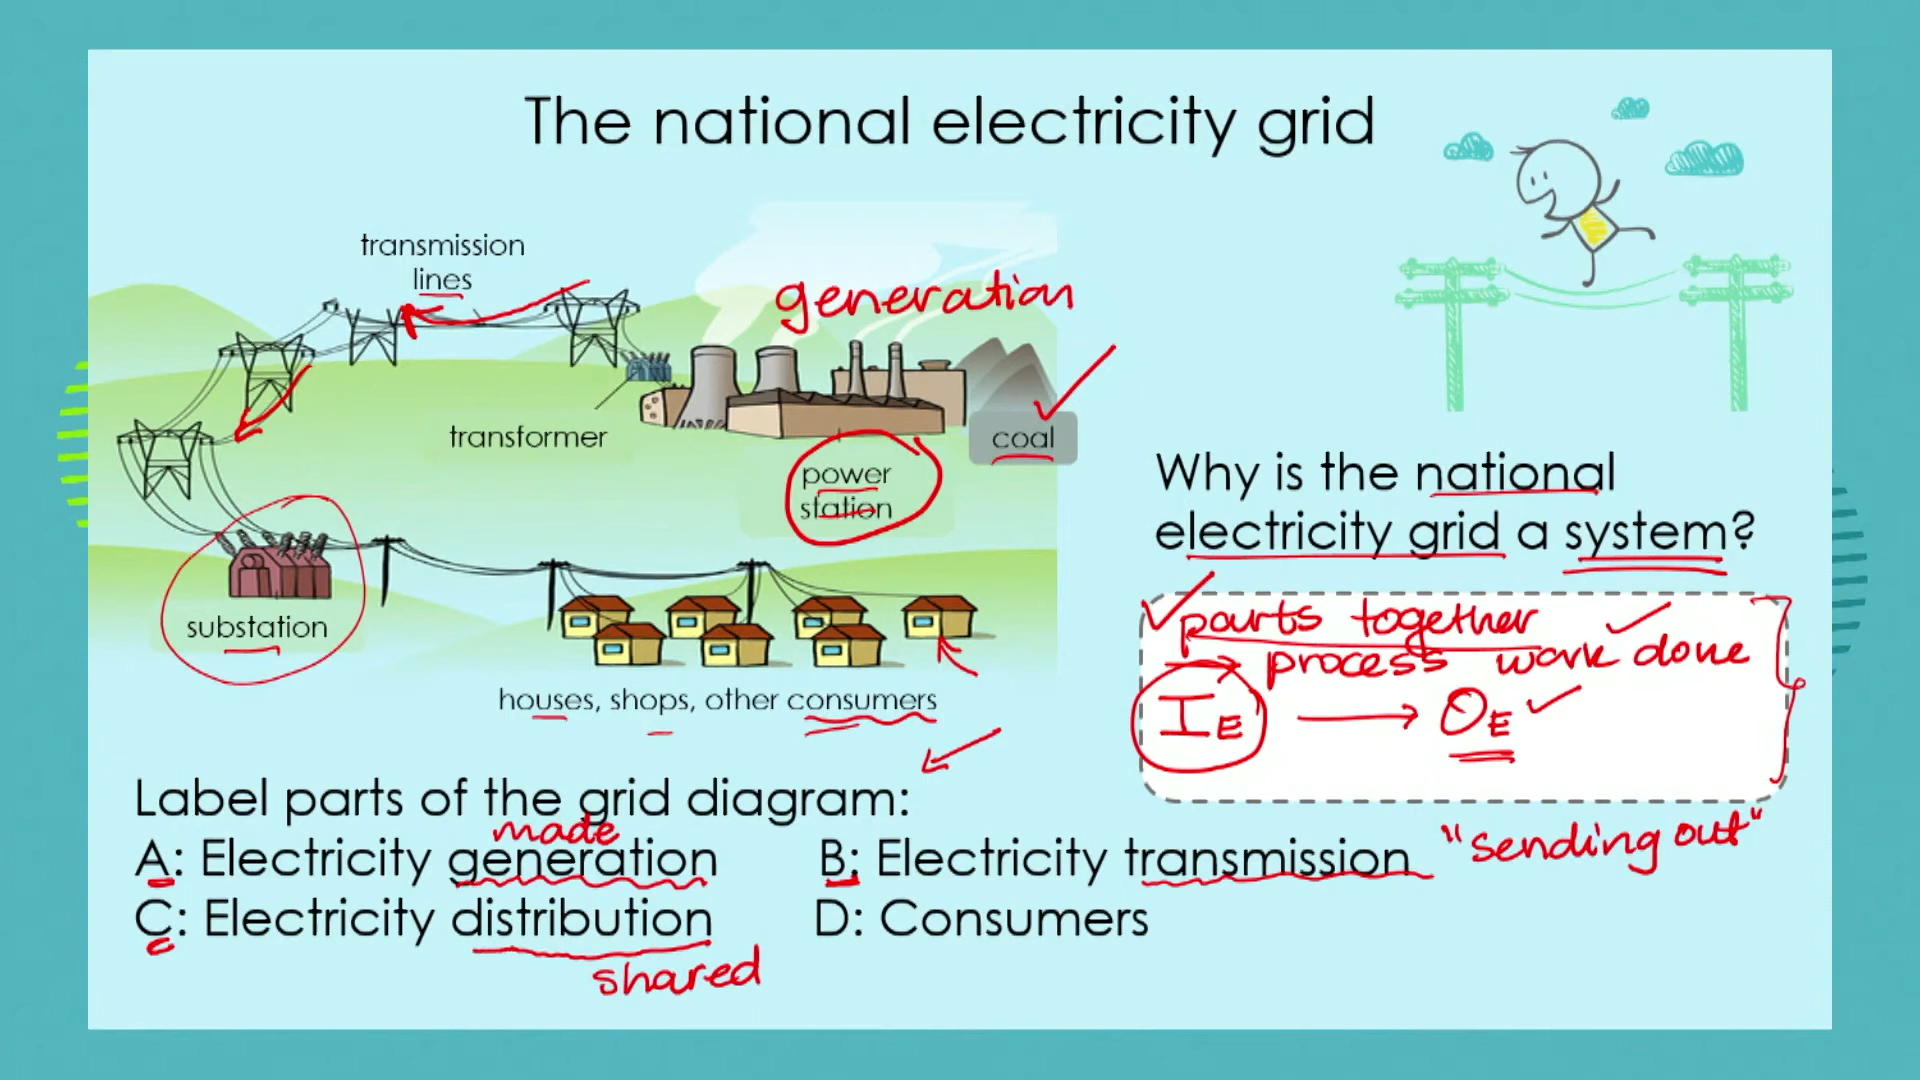 The national electricity grid
transmission
lines
generation
transformer
coal
power
station
substation
houses, shops, other consumers
Why is the national
electricity grid a system?
parts together
→ process work done
I E → O E
Label parts of the grid diagram:
made
A: Electricity generation
B: Electricity transmission
"sending out"
C: Electricity distribution
D: Consumers
shared